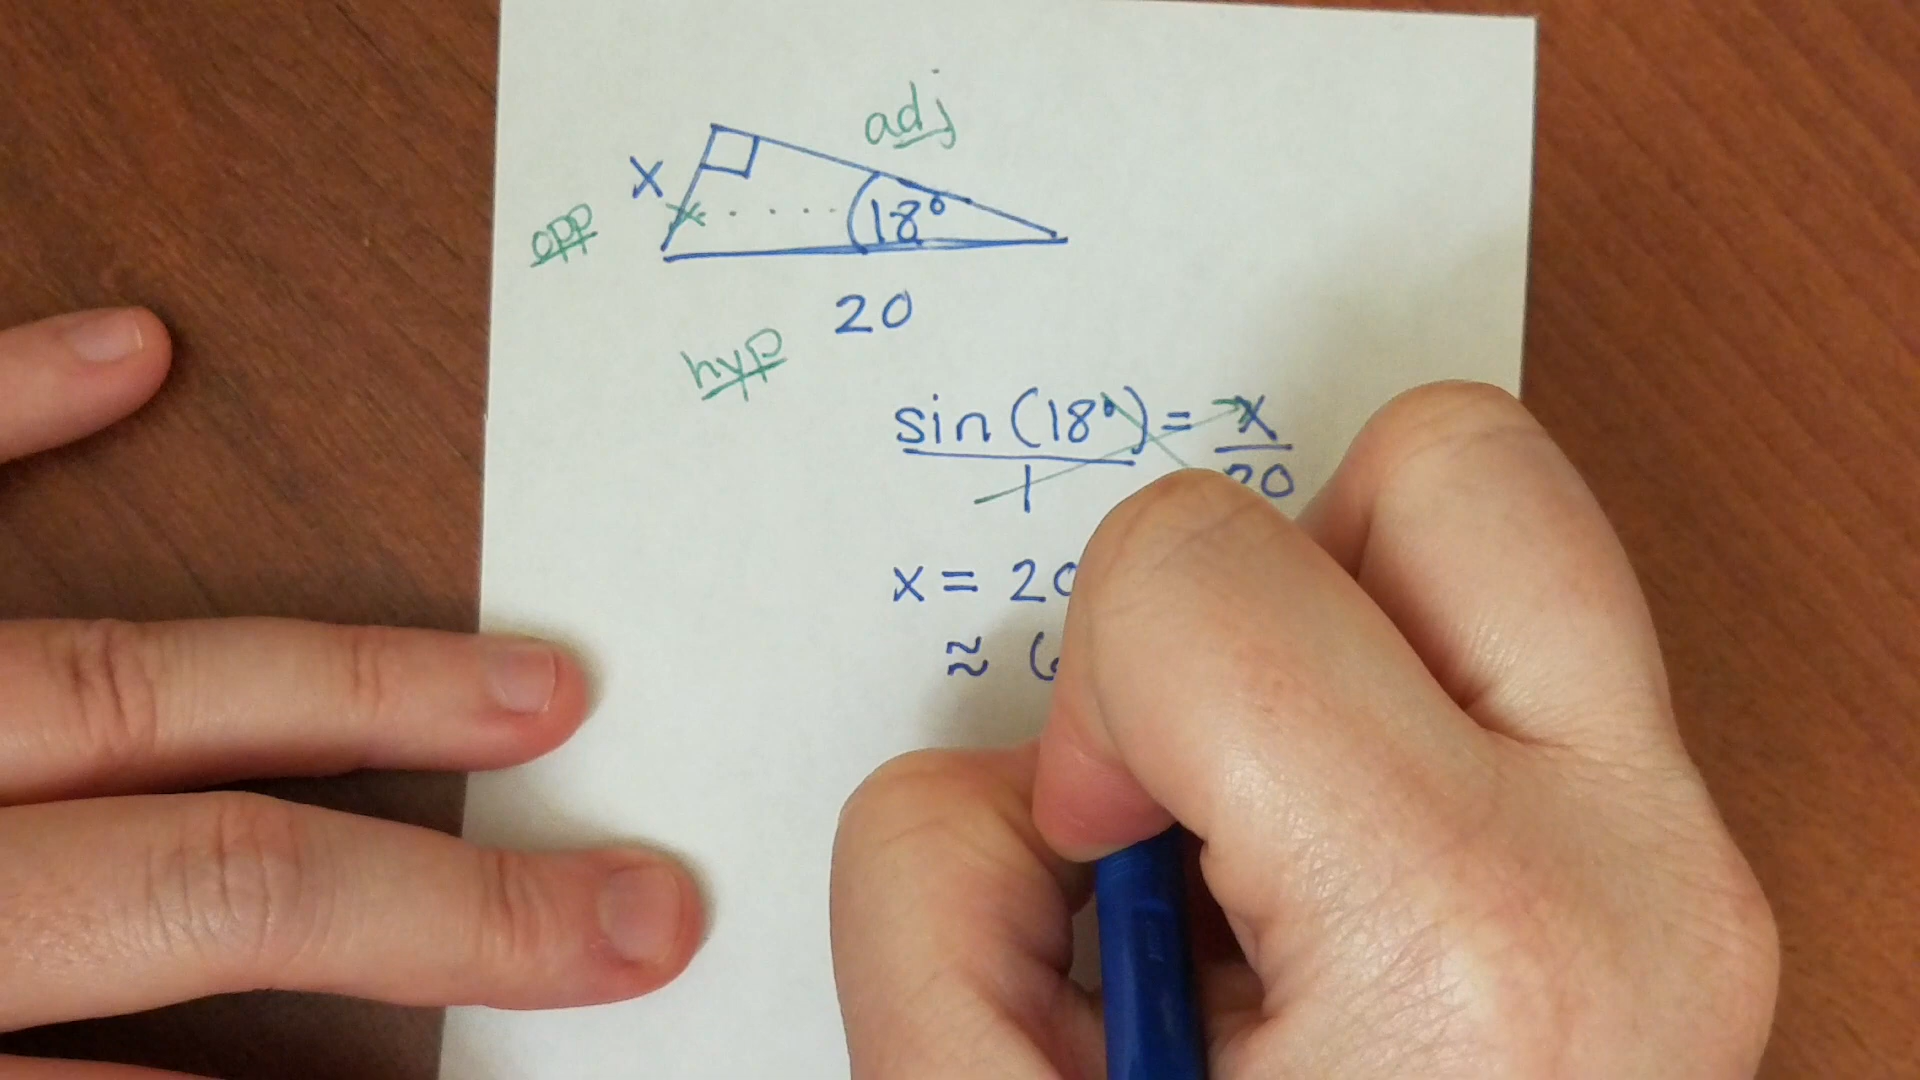 adj
x
opp
18°
20
hyp
sin(18°) = x
1 20
x = 20
≈ 6